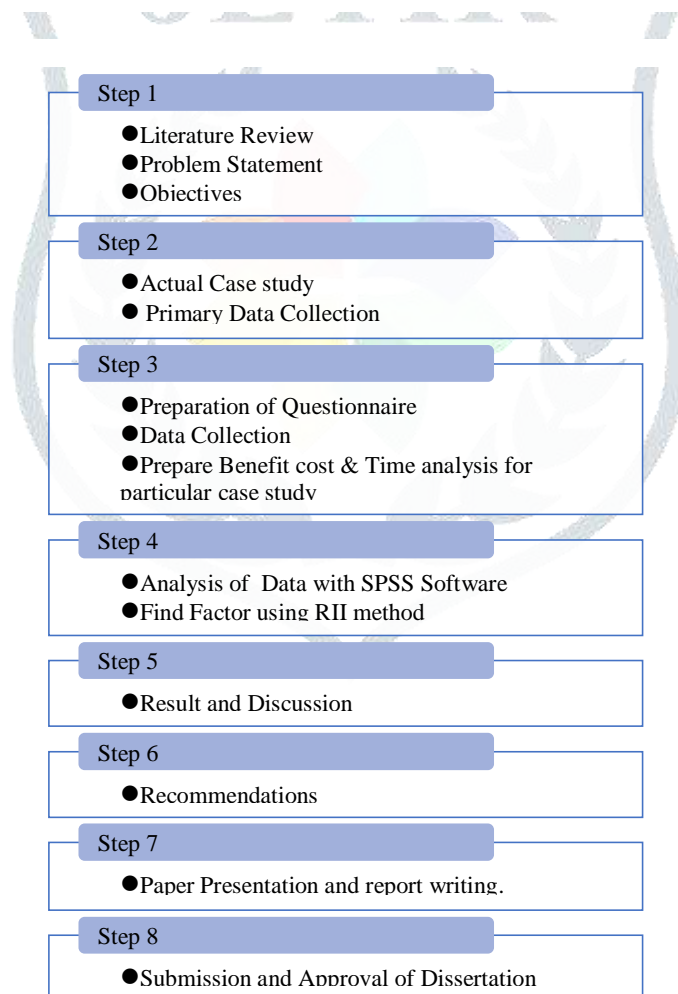 Step 1
●Literature Review
●Problem Statement
●Objectives
Step 2
●Actual Case study
● Primary Data Collection
Step 3
●Preparation of Questionnaire
●Data Collection
●Prepare Benefit cost & Time analysis for
particular case study
Step 4
●Analysis of Data with SPSS Software
●Find Factor using RII method
Step 5
●Result and Discussion
Step 6
●Recommendations
Step 7
●Paper Presentation and report writing.
Step 8
●Submission and Approval of Dissertation